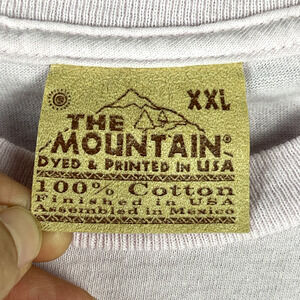 XXL
THE
MOUNTAIN®
DYED & PRINTED IN USA
100% Cotton
Finished in USA
Assembled in Mexico